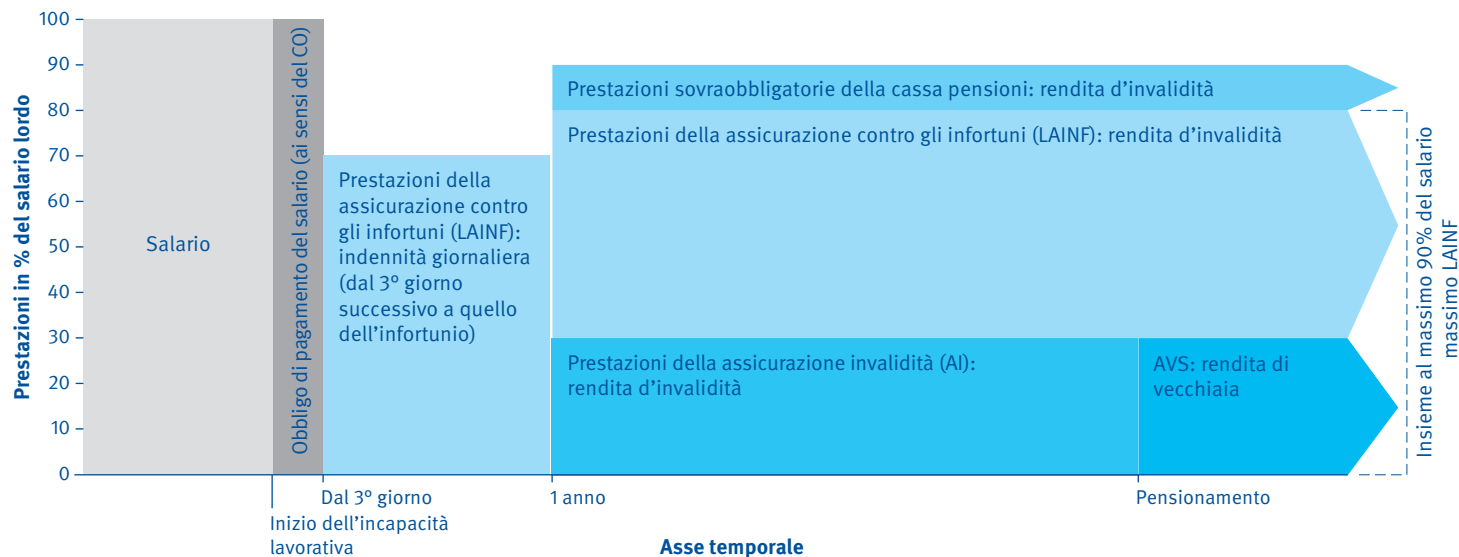 Prestazioni in % del salario lordo
100
90
80
70
60
50
40
30
20
10
0
Salario
Obbligo di pagamento del salario (ai sensi del CO)
Prestazioni della
assicurazione contro
gli infortuni (LAINF):
indennità giornaliera
(dal 3° giorno
successivo a quello
dell’infortunio)
Prestazioni sovraobbligatorie della cassa pensioni: rendita d’invalidità
Prestazioni della assicurazione contro gli infortuni (LAINF): rendita d’invalidità
Prestazioni della assicurazione invalidità (AI):
rendita d’invalidità
AVS: rendita di
vecchiaia
Insieme al massimo 90% del salario
massimo LAINF
Dal 3° giorno
1 anno
Pensionamento
Inizio dell’incapacità
lavorativa
Asse temporale